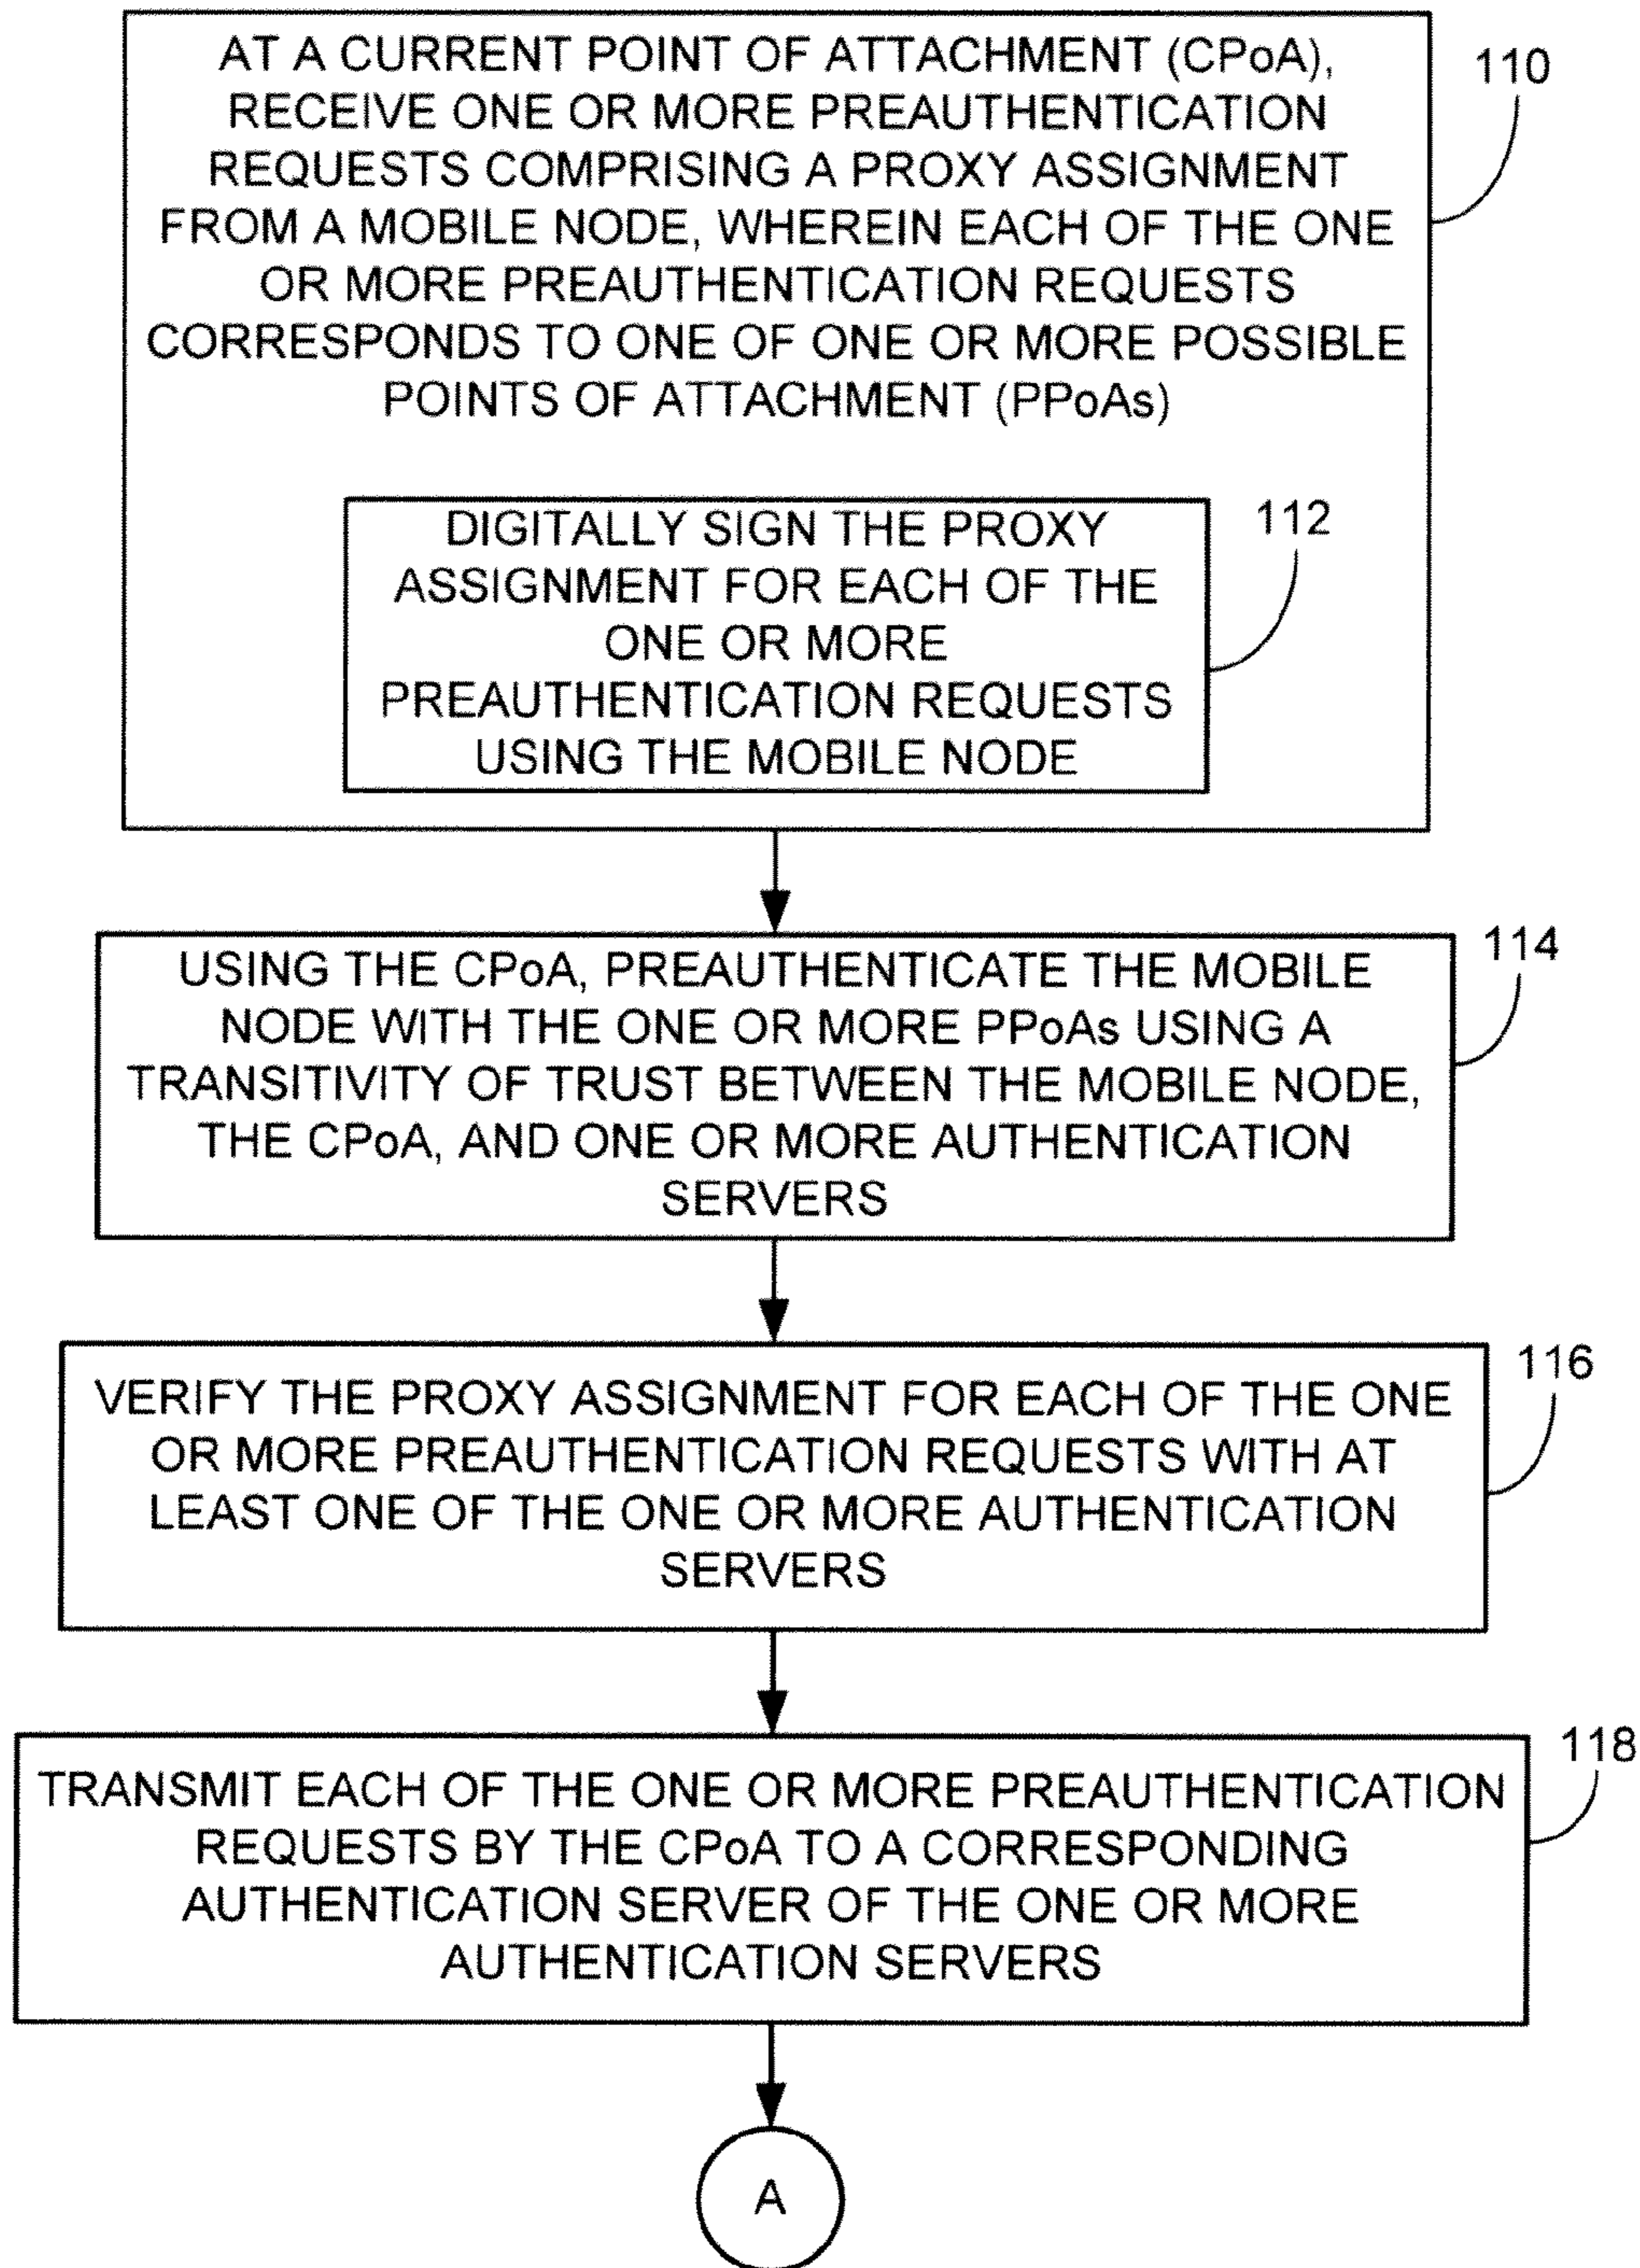 AT A CURRENT POINT OF ATTACHMENT (CPoA),
RECEIVE ONE OR MORE PREAUTHENTICATION
REQUESTS COMPRISING A PROXY ASSIGNMENT
FROM A MOBILE NODE, WHEREIN EACH OF THE ONE
OR MORE PREAUTHENTICATION REQUESTS
CORRESPONDS TO ONE OF ONE OR MORE POSSIBLE
POINTS OF ATTACHMENT (PPoAs)
110
DIGITALLY SIGN THE PROXY
ASSIGNMENT FOR EACH OF THE
ONE OR MORE
PREAUTHENTICATION REQUESTS
USING THE MOBILE NODE
112
USING THE CPoA, PREAUTHENTICATE THE MOBILE
NODE WITH THE ONE OR MORE PPoAs USING A
TRANSITIVITY OF TRUST BETWEEN THE MOBILE NODE,
THE CPoA, AND ONE OR MORE AUTHENTICATION
SERVERS
114
VERIFY THE PROXY ASSIGNMENT FOR EACH OF THE ONE
OR MORE PREAUTHENTICATION REQUESTS WITH AT
LEAST ONE OF THE ONE OR MORE AUTHENTICATION
SERVERS
116
TRANSMIT EACH OF THE ONE OR MORE PREAUTHENTICATION
REQUESTS BY THE CPoA TO A CORRESPONDING
AUTHENTICATION SERVER OF THE ONE OR MORE
AUTHENTICATION SERVERS
118
A